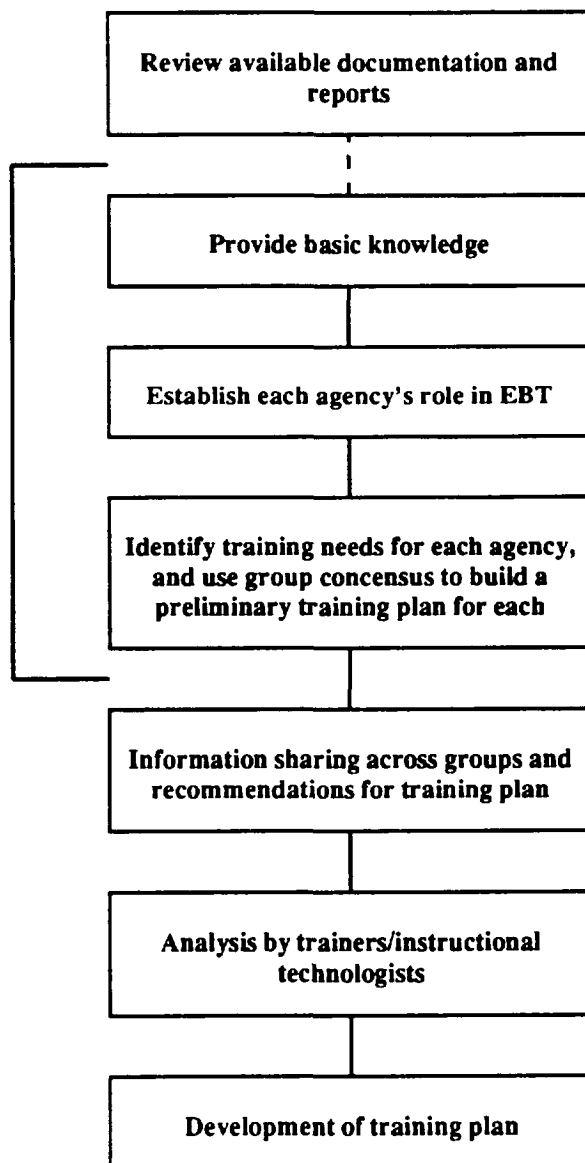 Review available documentation and
reports
Provide basic knowledge
Establish each agency's role in EBT
Identify training needs for each agency,
and use group concensus to build a
preliminary training plan for each
Information sharing across groups and
recommendations for training plan
Analysis by trainers/instructional
technologists
Development of training plan